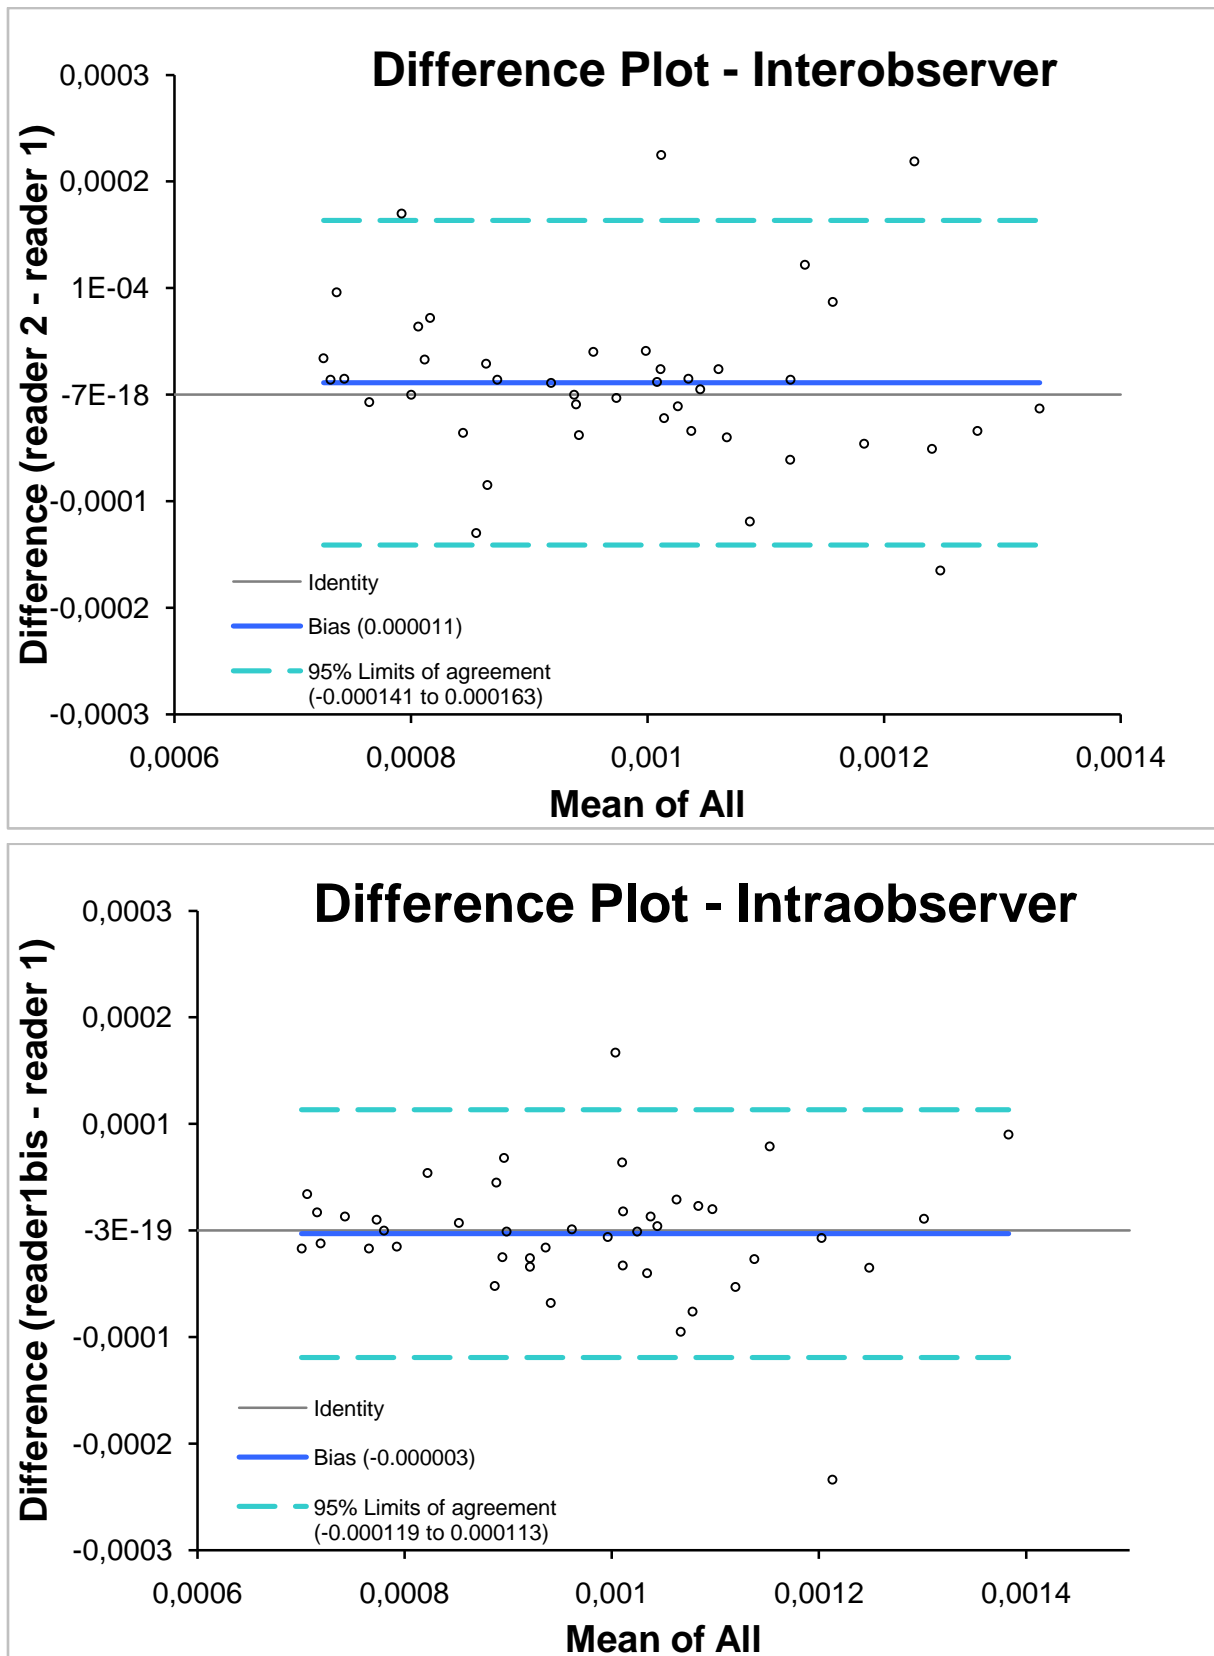 Difference Plot - Interobserver
Difference (reader 2 - reader 1)
0,0003
0,0002
1E-04
-7E-18
-0,0001
-0,0002
-0,0003
Identity
Bias (0.000011)
95% Limits of agreement
(-0.000141 to 0.000163)
0,0006
0,0008
0,001
0,0012
0,0014
Mean of All
Difference Plot - Intraobserver
Difference (reader1bis - reader 1)
0,0003
0,0002
0,0001
-3E-19
-0,0001
-0,0002
-0,0003
Identity
Bias (-0.000003)
95% Limits of agreement
(-0.000119 to 0.000113)
0,0006
0,0008
0,001
0,0012
0,0014
Mean of All